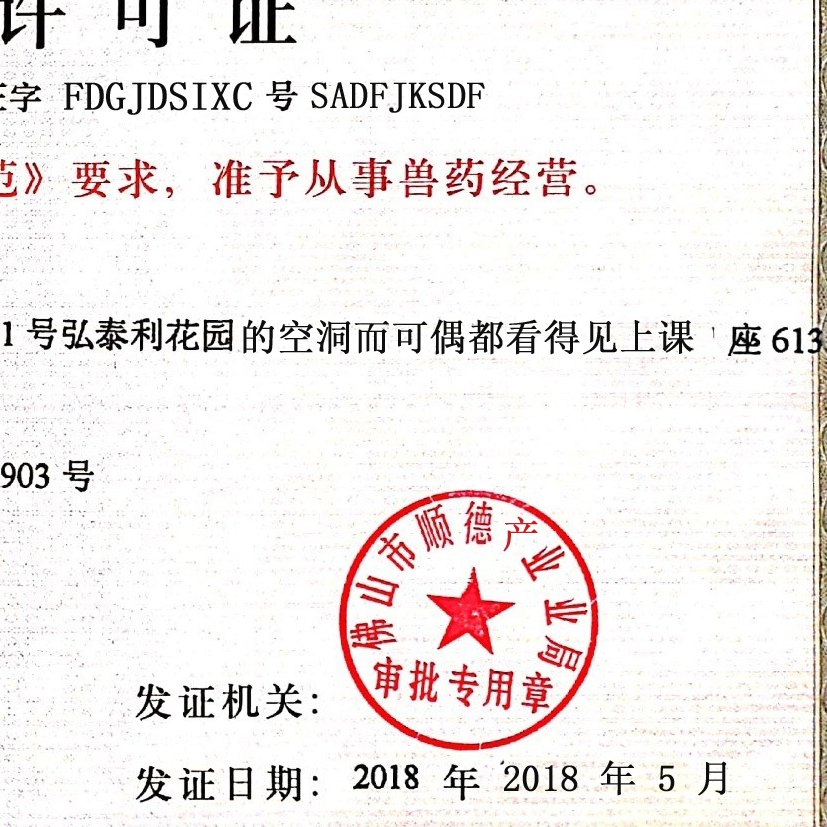 许可证
证字 FDGJDSIXC 号 SADFJKSDF
范》要求，准予从事兽药经营。
1 号弘泰利花园的空洞而可偶都看得见上课 座 613
903 号
佛山市顺德产业业局
审批专用章
发证机关：
发证日期：2018 年 2018 年 5 月